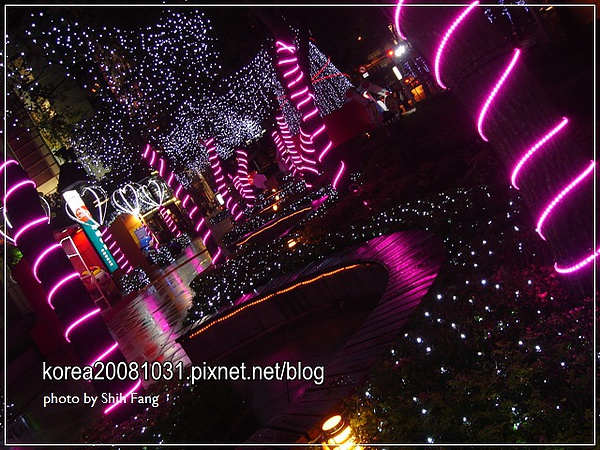 korea20081031.pixnet.net/blog
photo by Shih Fang